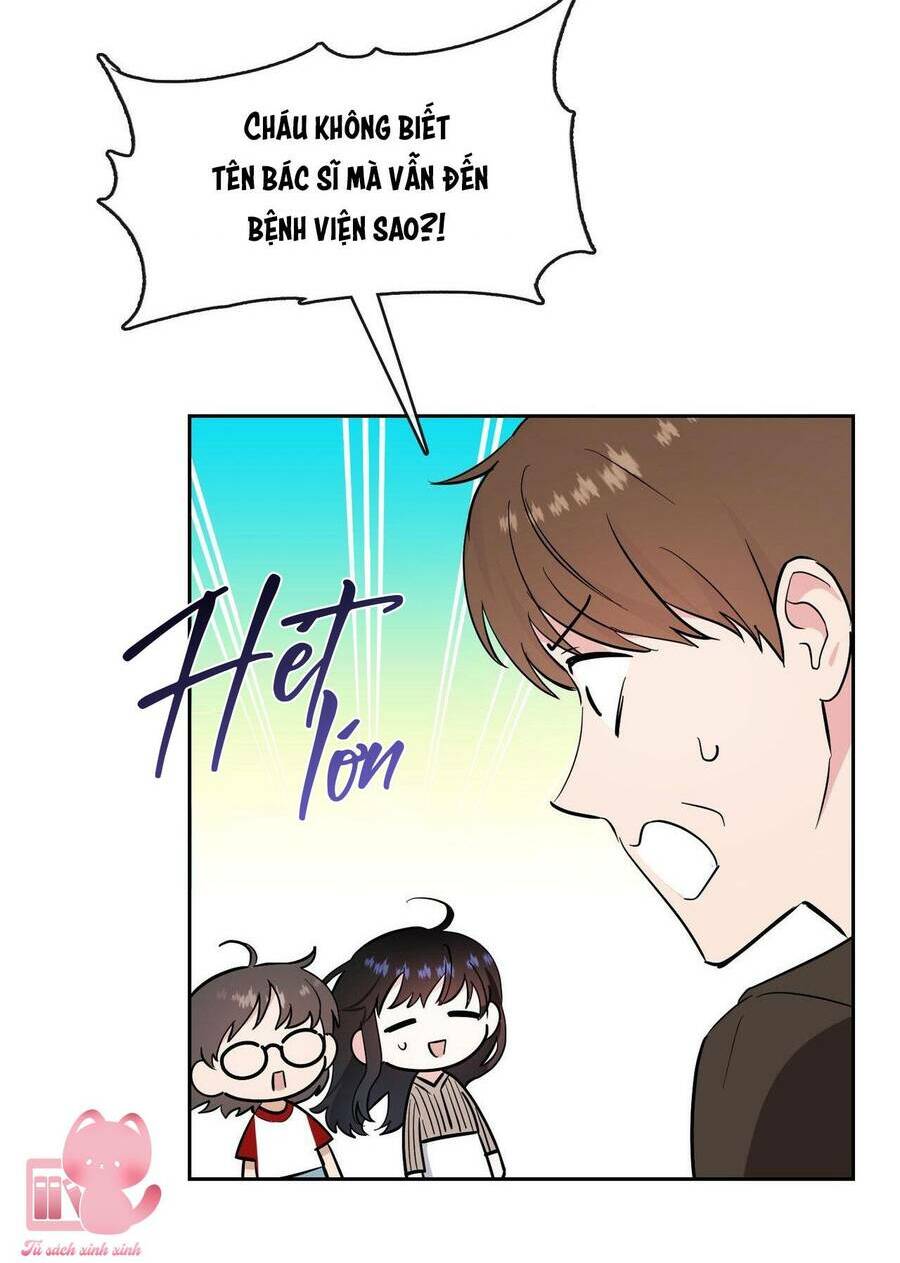 CHÁU KHÔNG BIẾT
TÊN BÁC SĨ MÀ VẪN ĐẾN
BỆNH VIỆN SAO?!
Hét
lớn
Tủ sách xinh xinh